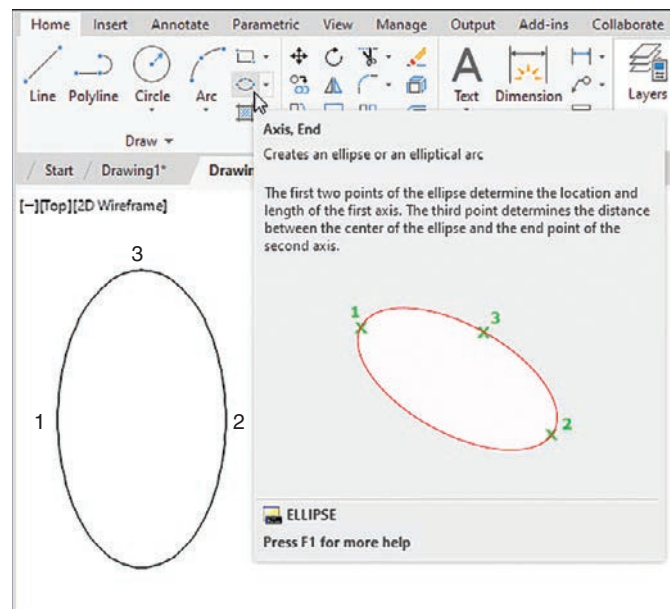 Home Insert Annotate Parametric View Manage Output Add-ins Collaborate
Line Polyline Circle Arc Text Dimension Layers
Draw
Start Drawing1*
[−][Top][2D Wireframe]
Axis, End
Creates an ellipse or an elliptical arc
The first two points of the ellipse determine the location and
length of the first axis. The third point determines the distance
between the center of the ellipse and the end point of the
second axis.
3
1 2
1
3
2
ELLIPSE
Press F1 for more help